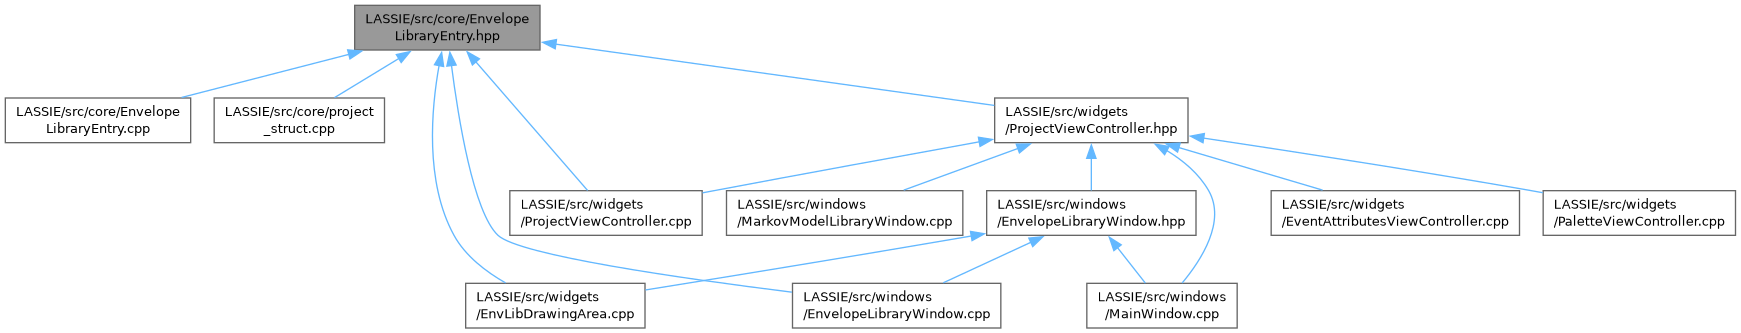 LASSIE/src/core/Envelope
LibraryEntry.hpp
LASSIE/src/core/Envelope
LibraryEntry.cpp
LASSIE/src/core/project
_struct.cpp
LASSIE/src/widgets
/ProjectViewController.hpp
LASSIE/src/widgets
/ProjectViewController.cpp
LASSIE/src/windows
/MarkovModelLibraryWindow.cpp
LASSIE/src/windows
/EnvelopeLibraryWindow.hpp
LASSIE/src/widgets
/EventAttributesViewController.cpp
LASSIE/src/widgets
/PaletteViewController.cpp
LASSIE/src/widgets
/EnvLibDrawingArea.cpp
LASSIE/src/windows
/EnvelopeLibraryWindow.cpp
LASSIE/src/windows
/MainWindow.cpp